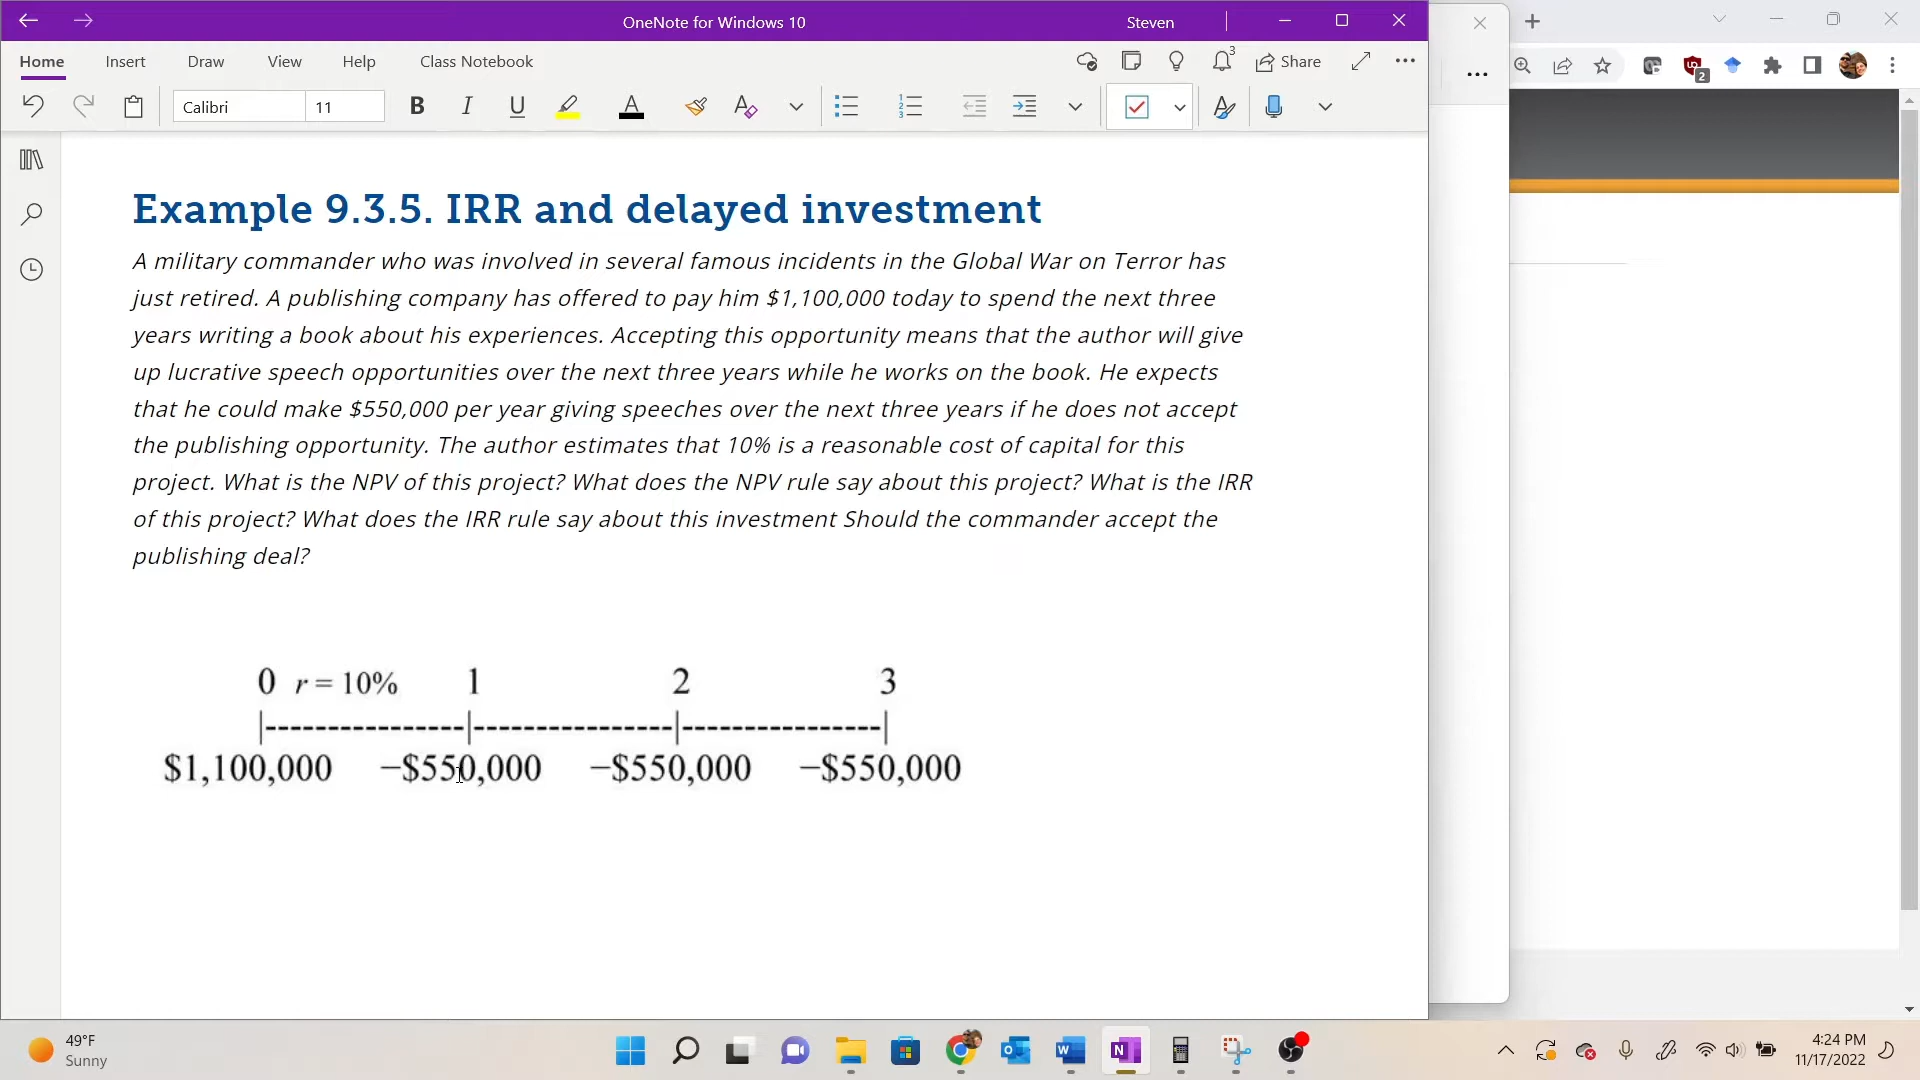 OneNote for Windows 10
Steven
Home
Insert
Draw
View
Help
Class Notebook
3
Share
2
Calibri
11
B
I
U
A
A
Example 9.3.5. IRR and delayed investment
A military commander who was involved in several famous incidents in the Global War on Terror has
just retired. A publishing company has offered to pay him $1,100,000 today to spend the next three
years writing a book about his experiences. Accepting this opportunity means that the author will give
up lucrative speech opportunities over the next three years while he works on the book. He expects
that he could make $550,000 per year giving speeches over the next three years if he does not accept
the publishing opportunity. The author estimates that 10% is a reasonable cost of capital for this
project. What is the NPV of this project? What does the NPV rule say about this project? What is the IRR
of this project? What does the IRR rule say about this investment Should the commander accept the
publishing deal?
0 r = 10% 1 2 3
|-----------------|-----------------|-----------------|
$1,100,000 −$550,000 −$550,000 −$550,000
49°F
Sunny
4:24 PM
11/17/2022